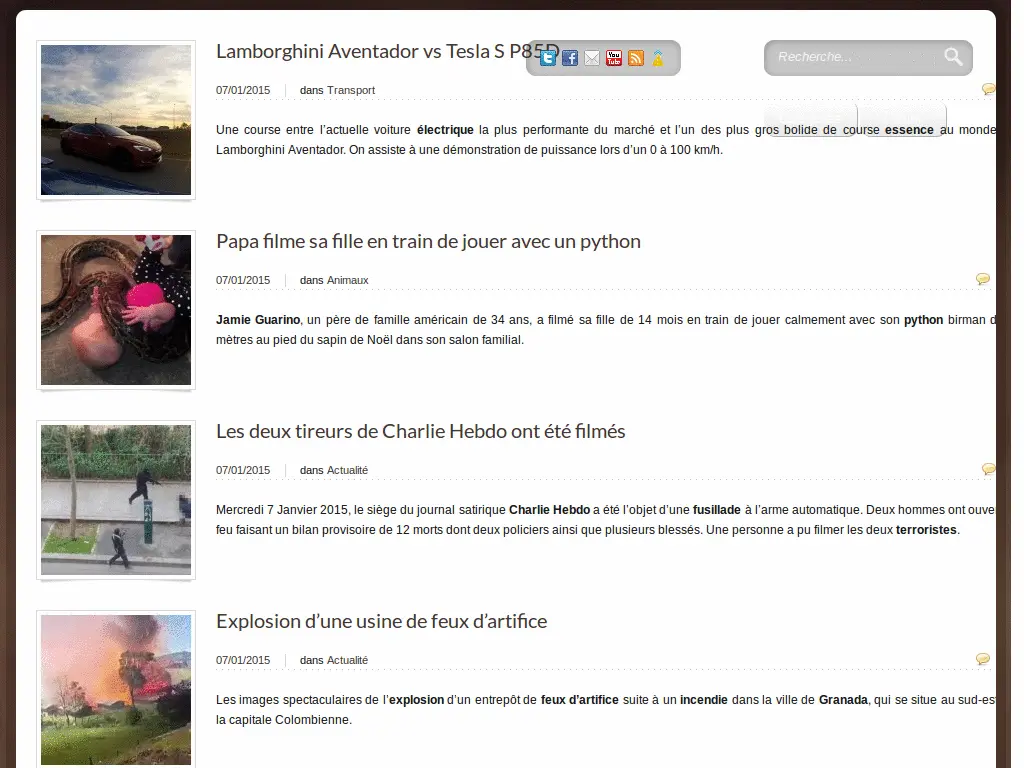 Lamborghini Aventador vs Tesla S P85D
Recherche...
07/01/2015 dans Transport
Une course entre l’actuelle voiture électrique la plus performante du marché et l’un des plus gros bolide de course essence au monde
Lamborghini Aventador. On assiste à une démonstration de puissance lors d’un 0 à 100 km/h.
Papa filme sa fille en train de jouer avec un python
07/01/2015 dans Animaux
Jamie Guarino, un père de famille américain de 34 ans, a filmé sa fille de 14 mois en train de jouer calmement avec son python birman d
mètres au pied du sapin de Noël dans son salon familial.
Les deux tireurs de Charlie Hebdo ont été filmés
07/01/2015 dans Actualité
Mercredi 7 Janvier 2015, le siège du journal satirique Charlie Hebdo a été l’objet d’une fusillade à l’arme automatique. Deux hommes ont ouve
feu faisant un bilan provisoire de 12 morts dont deux policiers ainsi que plusieurs blessés. Une personne a pu filmer les deux terroristes.
Explosion d’une usine de feux d’artifice
07/01/2015 dans Actualité
Les images spectaculaires de l’explosion d’un entrepôt de feux d’artifice suite à un incendie dans la ville de Granada, qui se situe au sud-es
la capitale Colombienne.